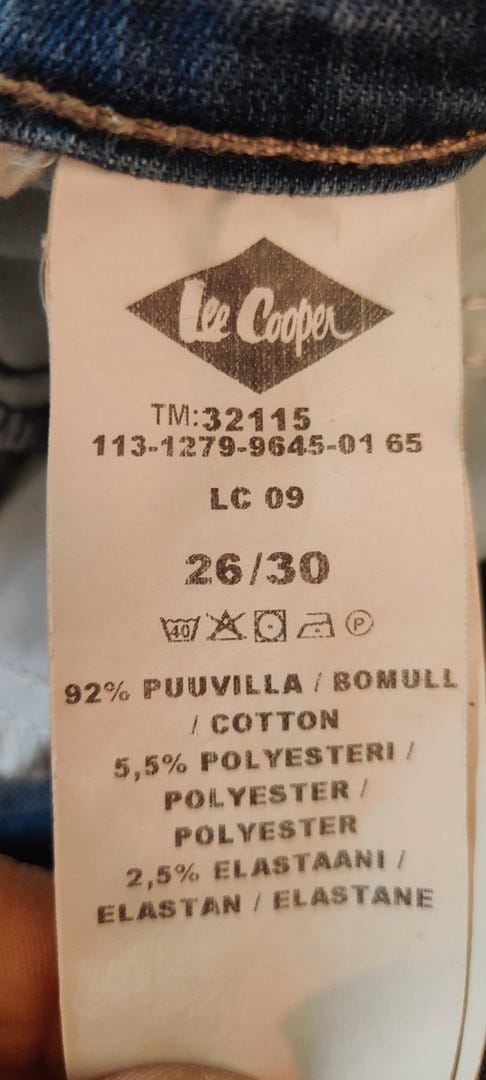 Lee Cooper
TM:32115
113-1279-9645-01 65
LC 09
26/30
40 P
92% PUUVILLA / BOMULL
/ COTTON
5,5% POLYESTERI /
POLYESTER /
POLYESTER
2,5% ELASTAANI /
ELASTAN / ELASTANE